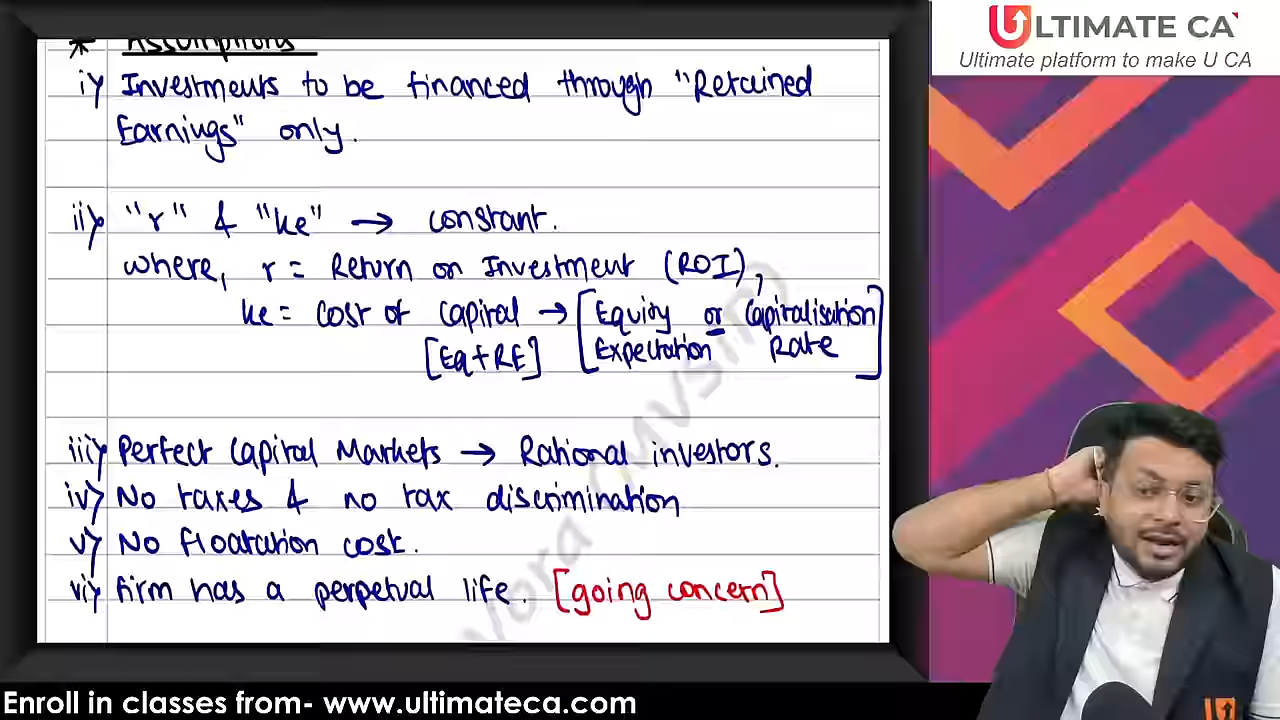 * Assumptions
i) Investments to be financed through "Retained
Earnings" only.
ii) "r" & "ke" → constant.
where, r = Return on Investment (ROI),
ke = cost of capital → [Equity or Capitalisation
[Eq+RE] Expectation Rate]
iii) Perfect Capital Markets → Rational investors.
iv) No taxes & no tax discrimination
v) No floatation cost.
vi) firm has a perpetual life. [going concern]
vora (MVSIR)
ULTIMATE CA
Ultimate platform to make U CA
Enroll in classes from- www.ultimateca.com